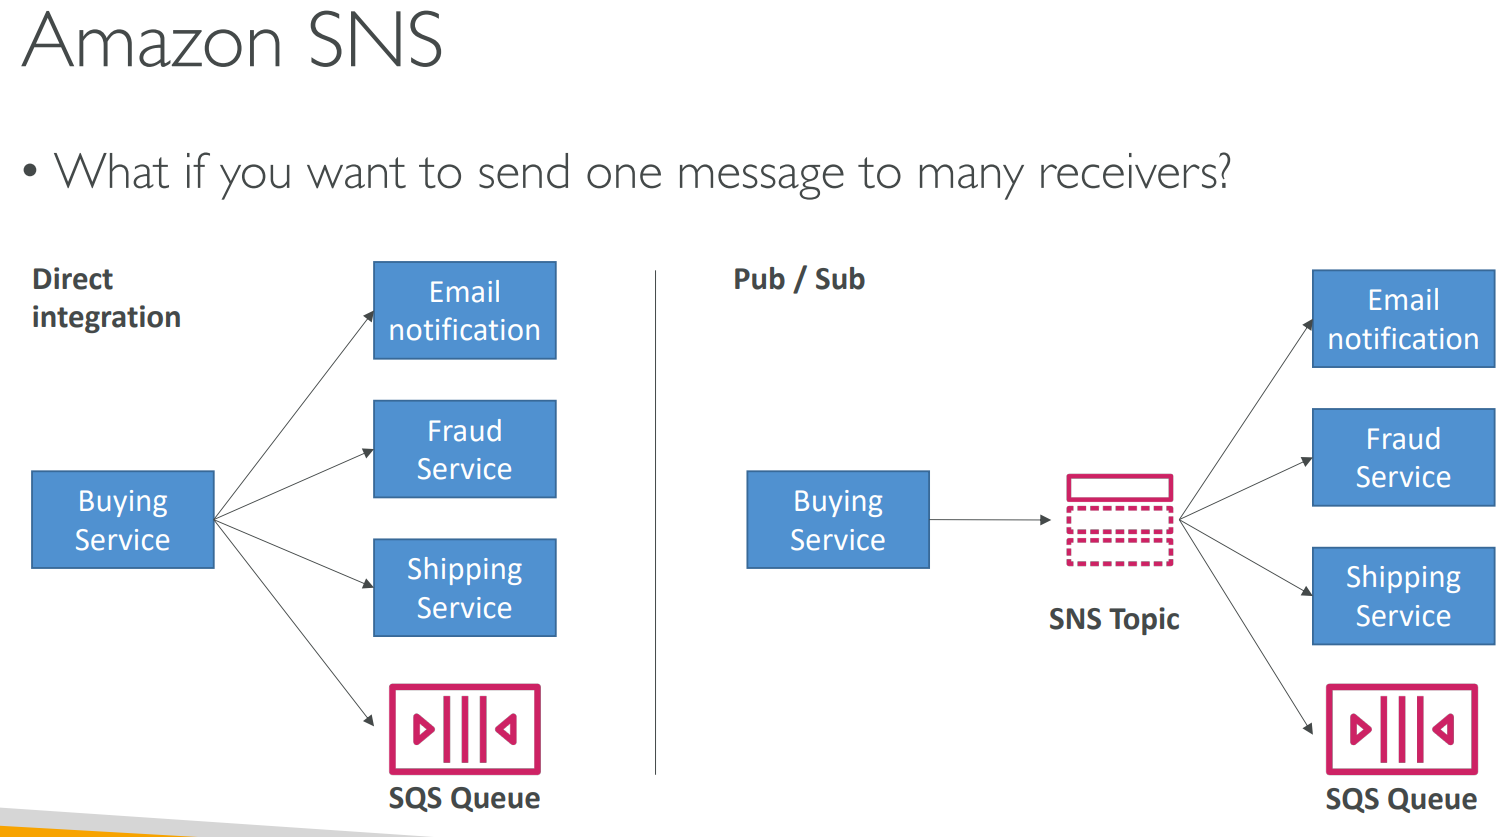 Amazon SNS
• What if you want to send one message to many receivers?
Direct
integration
Email
notification
Fraud
Service
Buying
Service
Shipping
Service
SQS Queue
Pub / Sub
Buying
Service
SNS Topic
Email
notification
Fraud
Service
Shipping
Service
SQS Queue